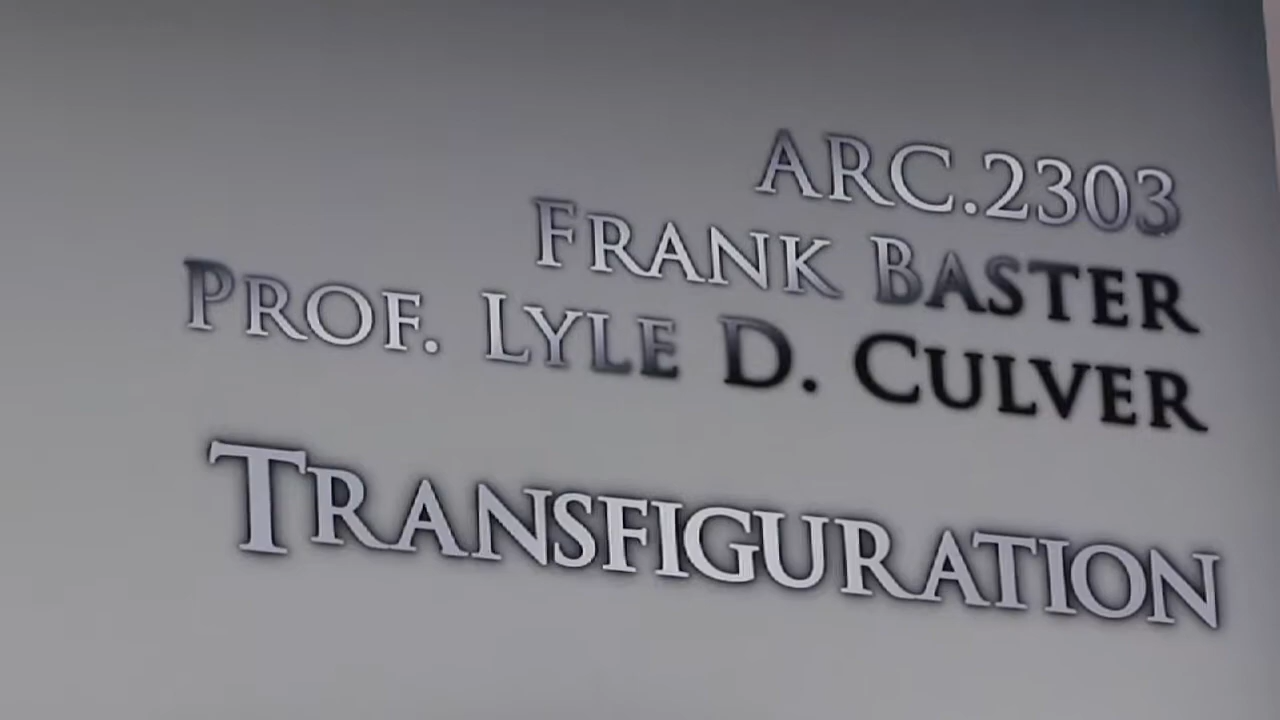 ARC.2303
FRANK BASTER
PROF. LYLE D. CULVER
TRANSFIGURATION